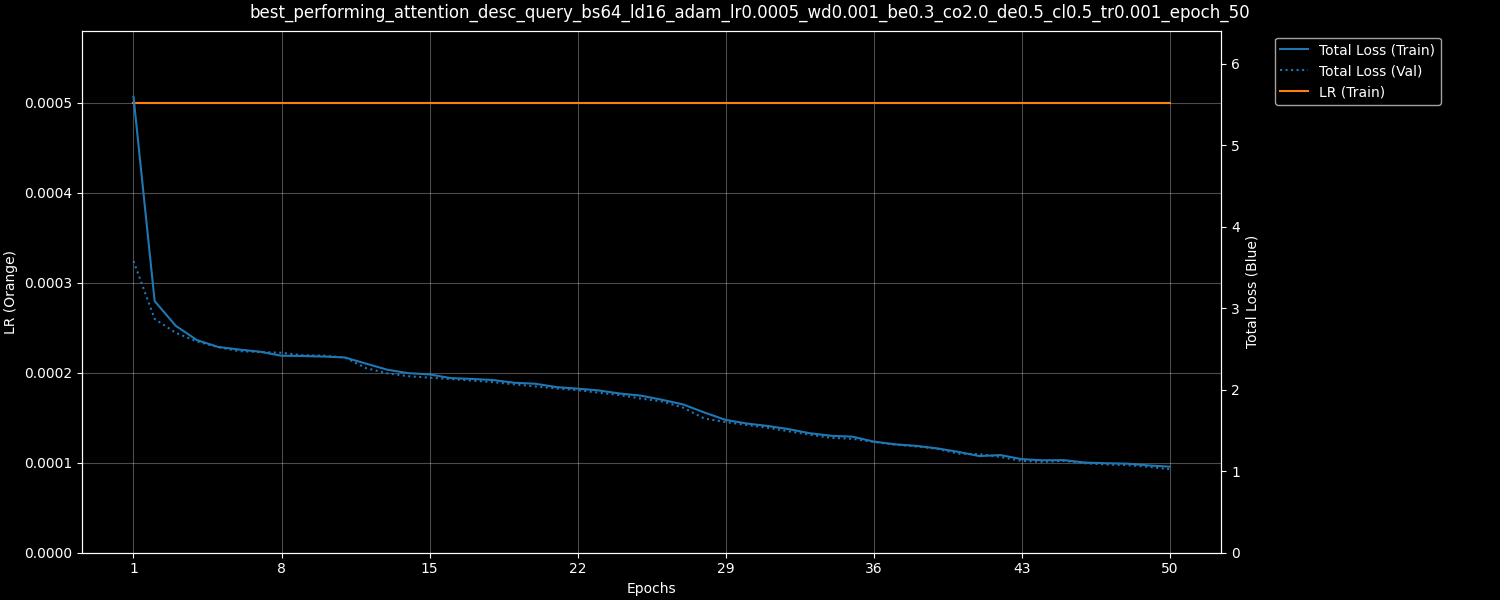 best_performing_attention_desc_query_bs64_ld16_adam_lr0.0005_wd0.001_be0.3_co2.0_de0.5_cl0.5_tr0.001_epoch_50
Total Loss (Train)
Total Loss (Val)
LR (Train)
LR (Orange)
0.0005
0.0004
0.0003
0.0002
0.0001
0.0000
6
5
4
3
2
1
0
Total Loss (Blue)
1 8 15 22 29 36 43 50
Epochs